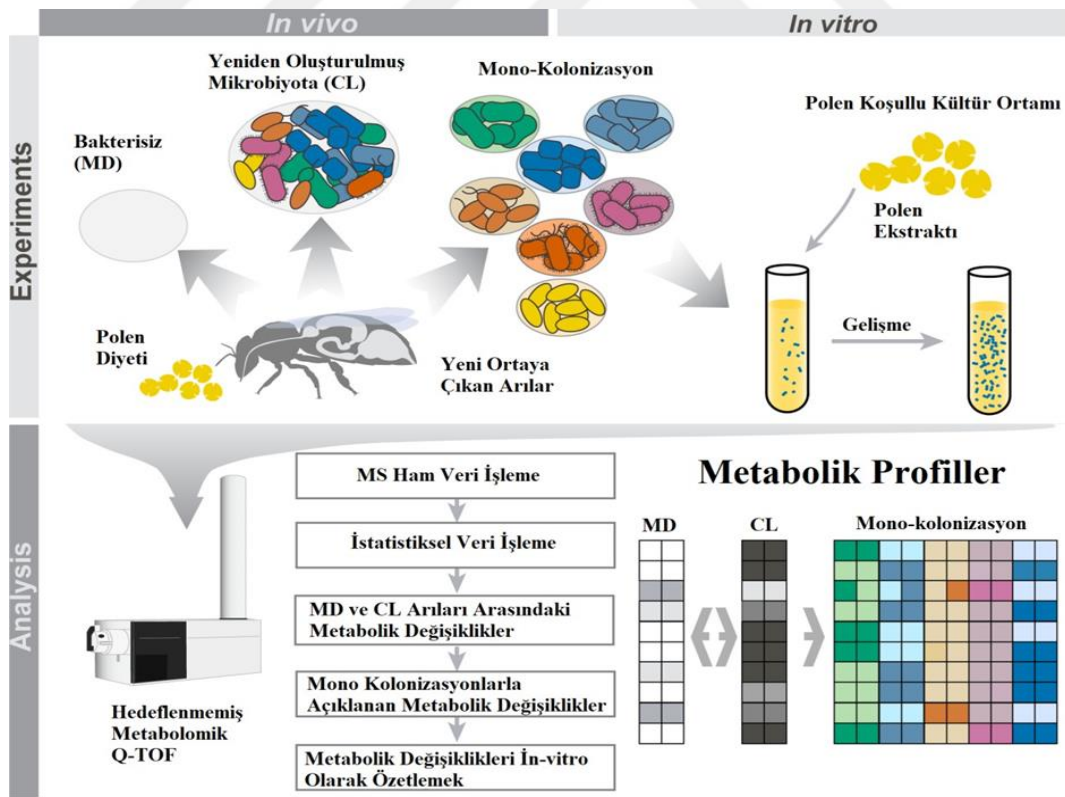 In vivo
In vitro
Experiments
Yeniden Oluşturulmuş
Mikrobiyota (CL)
Mono-Kolonizasyon
Polen Koşullu Kültür Ortamı
Bakterisiz
(MD)
Polen
Ekstraktı
Polen
Diyeti
Yeni Ortaya
Çıkan Arılar
Gelişme
Analysis
MS Ham Veri İşleme
İstatistiksel Veri İşleme
MD ve CL Arıları Arasındaki
Metabolik Değişiklikler
Mono Kolonizasyonlarla
Açıklanan Metabolik Değişiklikler
Metabolik Değişiklikleri İn-vitro
Olarak Özetlemek
Hedeflenmemiş
Metabolomik
Q-TOF
Metabolik Profiller
MD
CL
Mono-kolonizasyon